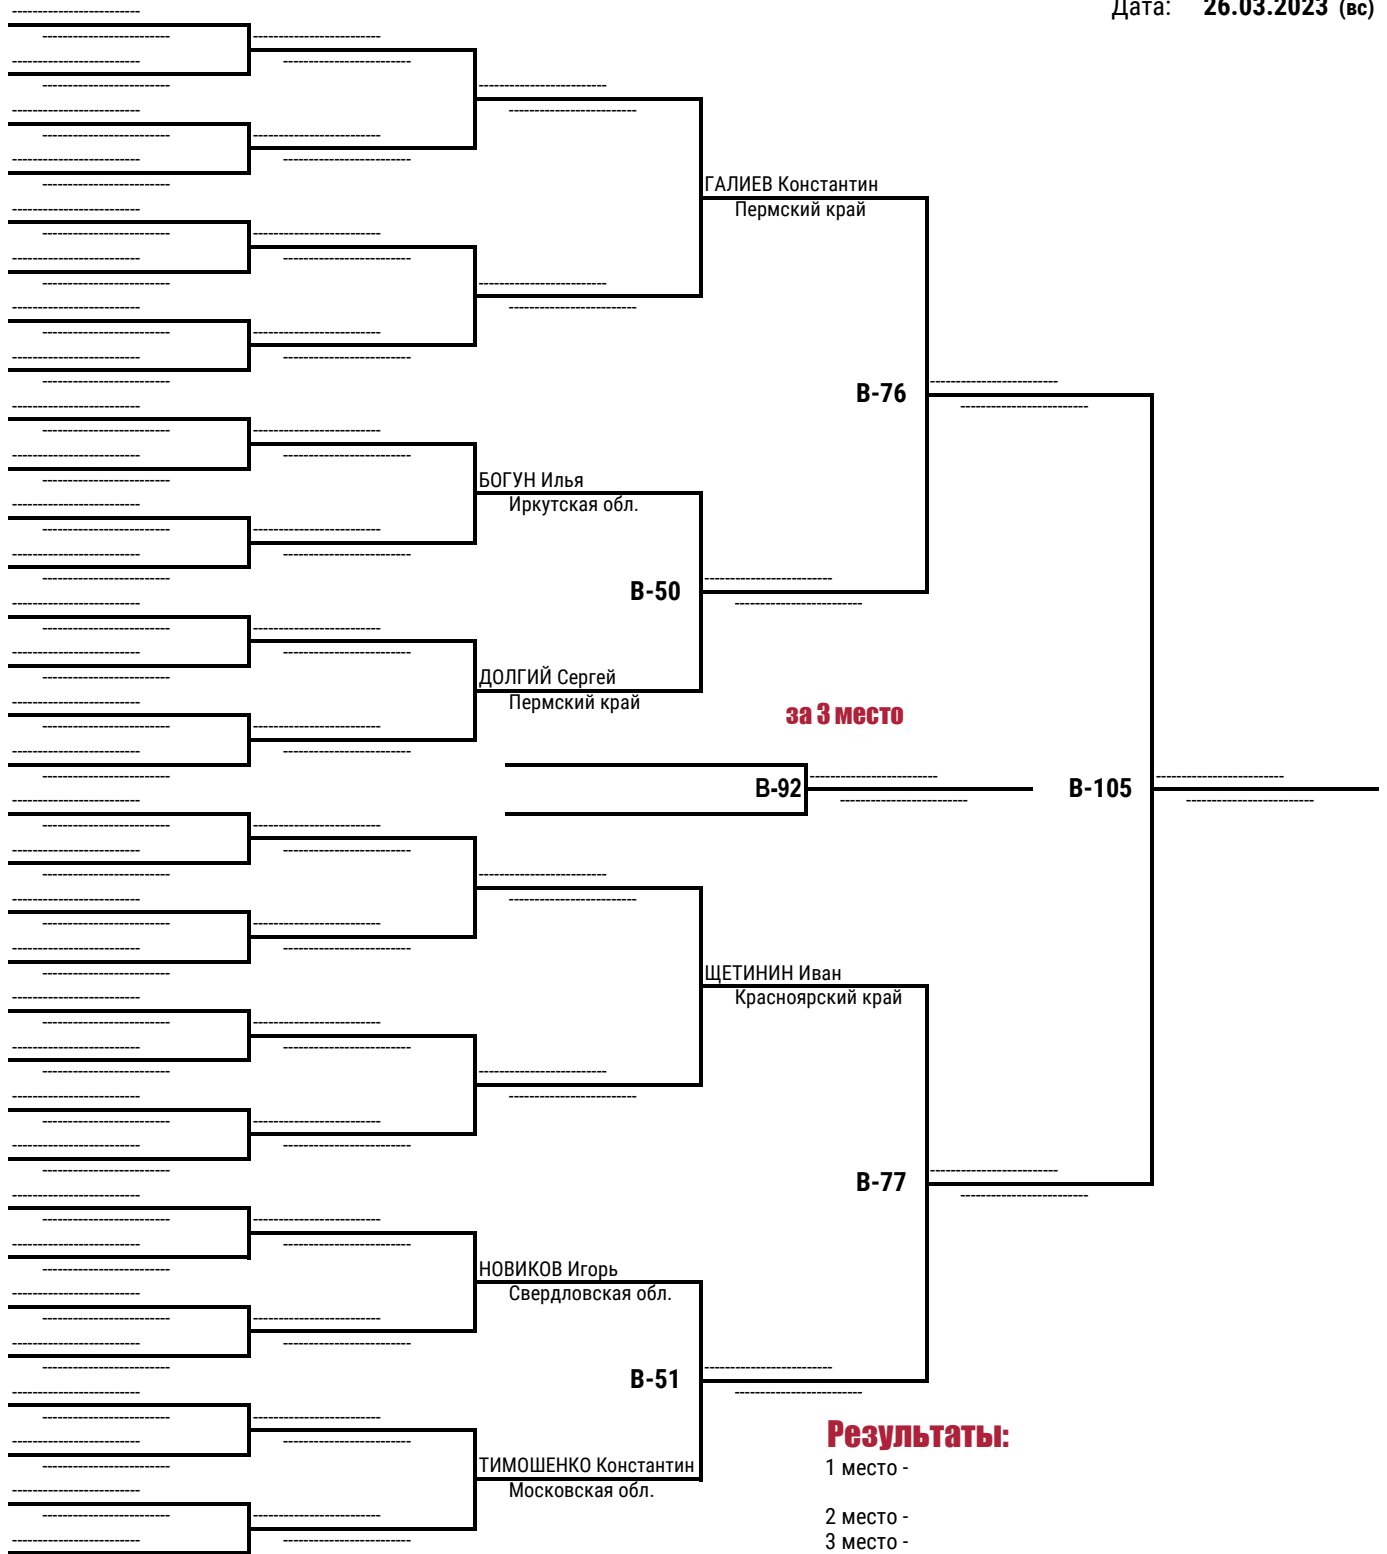 Дата: 26.03.2023 (вс)
ГАЛИЕВ Константин
Пермский край
B-76
БОГУН Илья
Иркутская обл.
B-50
ДОЛГИЙ Сергей
Пермский край
за 3 место
B-92
B-105
ЩЕТИНИН Иван
Красноярский край
B-77
НОВИКОВ Игорь
Свердловская обл.
B-51
ТИМОШЕНКО Константин
Московская обл.
Результаты:
1 место -
2 место -
3 место -